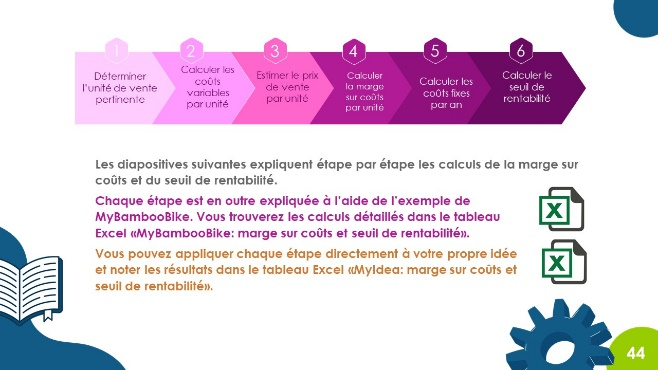 1
Déterminer
l'unité de vente
pertinente
2
Calculer les
coûts
variables
par unité
3
Estimer le prix
de vente
par unité
4
Calculer
la marge
sur coûts
par unité
5
Calculer les
coûts fixes
par an
6
Calculer le
seuil de
rentabilité
Les diapositives suivantes expliquent étape par étape les calculs de la marge sur
coûts et du seuil de rentabilité.
Chaque étape est en outre expliquée à l'aide de l'exemple de
MyBambooBike. Vous trouverez les calculs détaillés dans le tableau
Excel «MyBambooBike: marge sur coûts et seuil de rentabilité».
X
Vous pouvez appliquer chaque étape directement à votre propre idée
et noter les résultats dans le tableau Excel «MyIdea: marge sur coûts et
seuil de rentabilité».
X
44